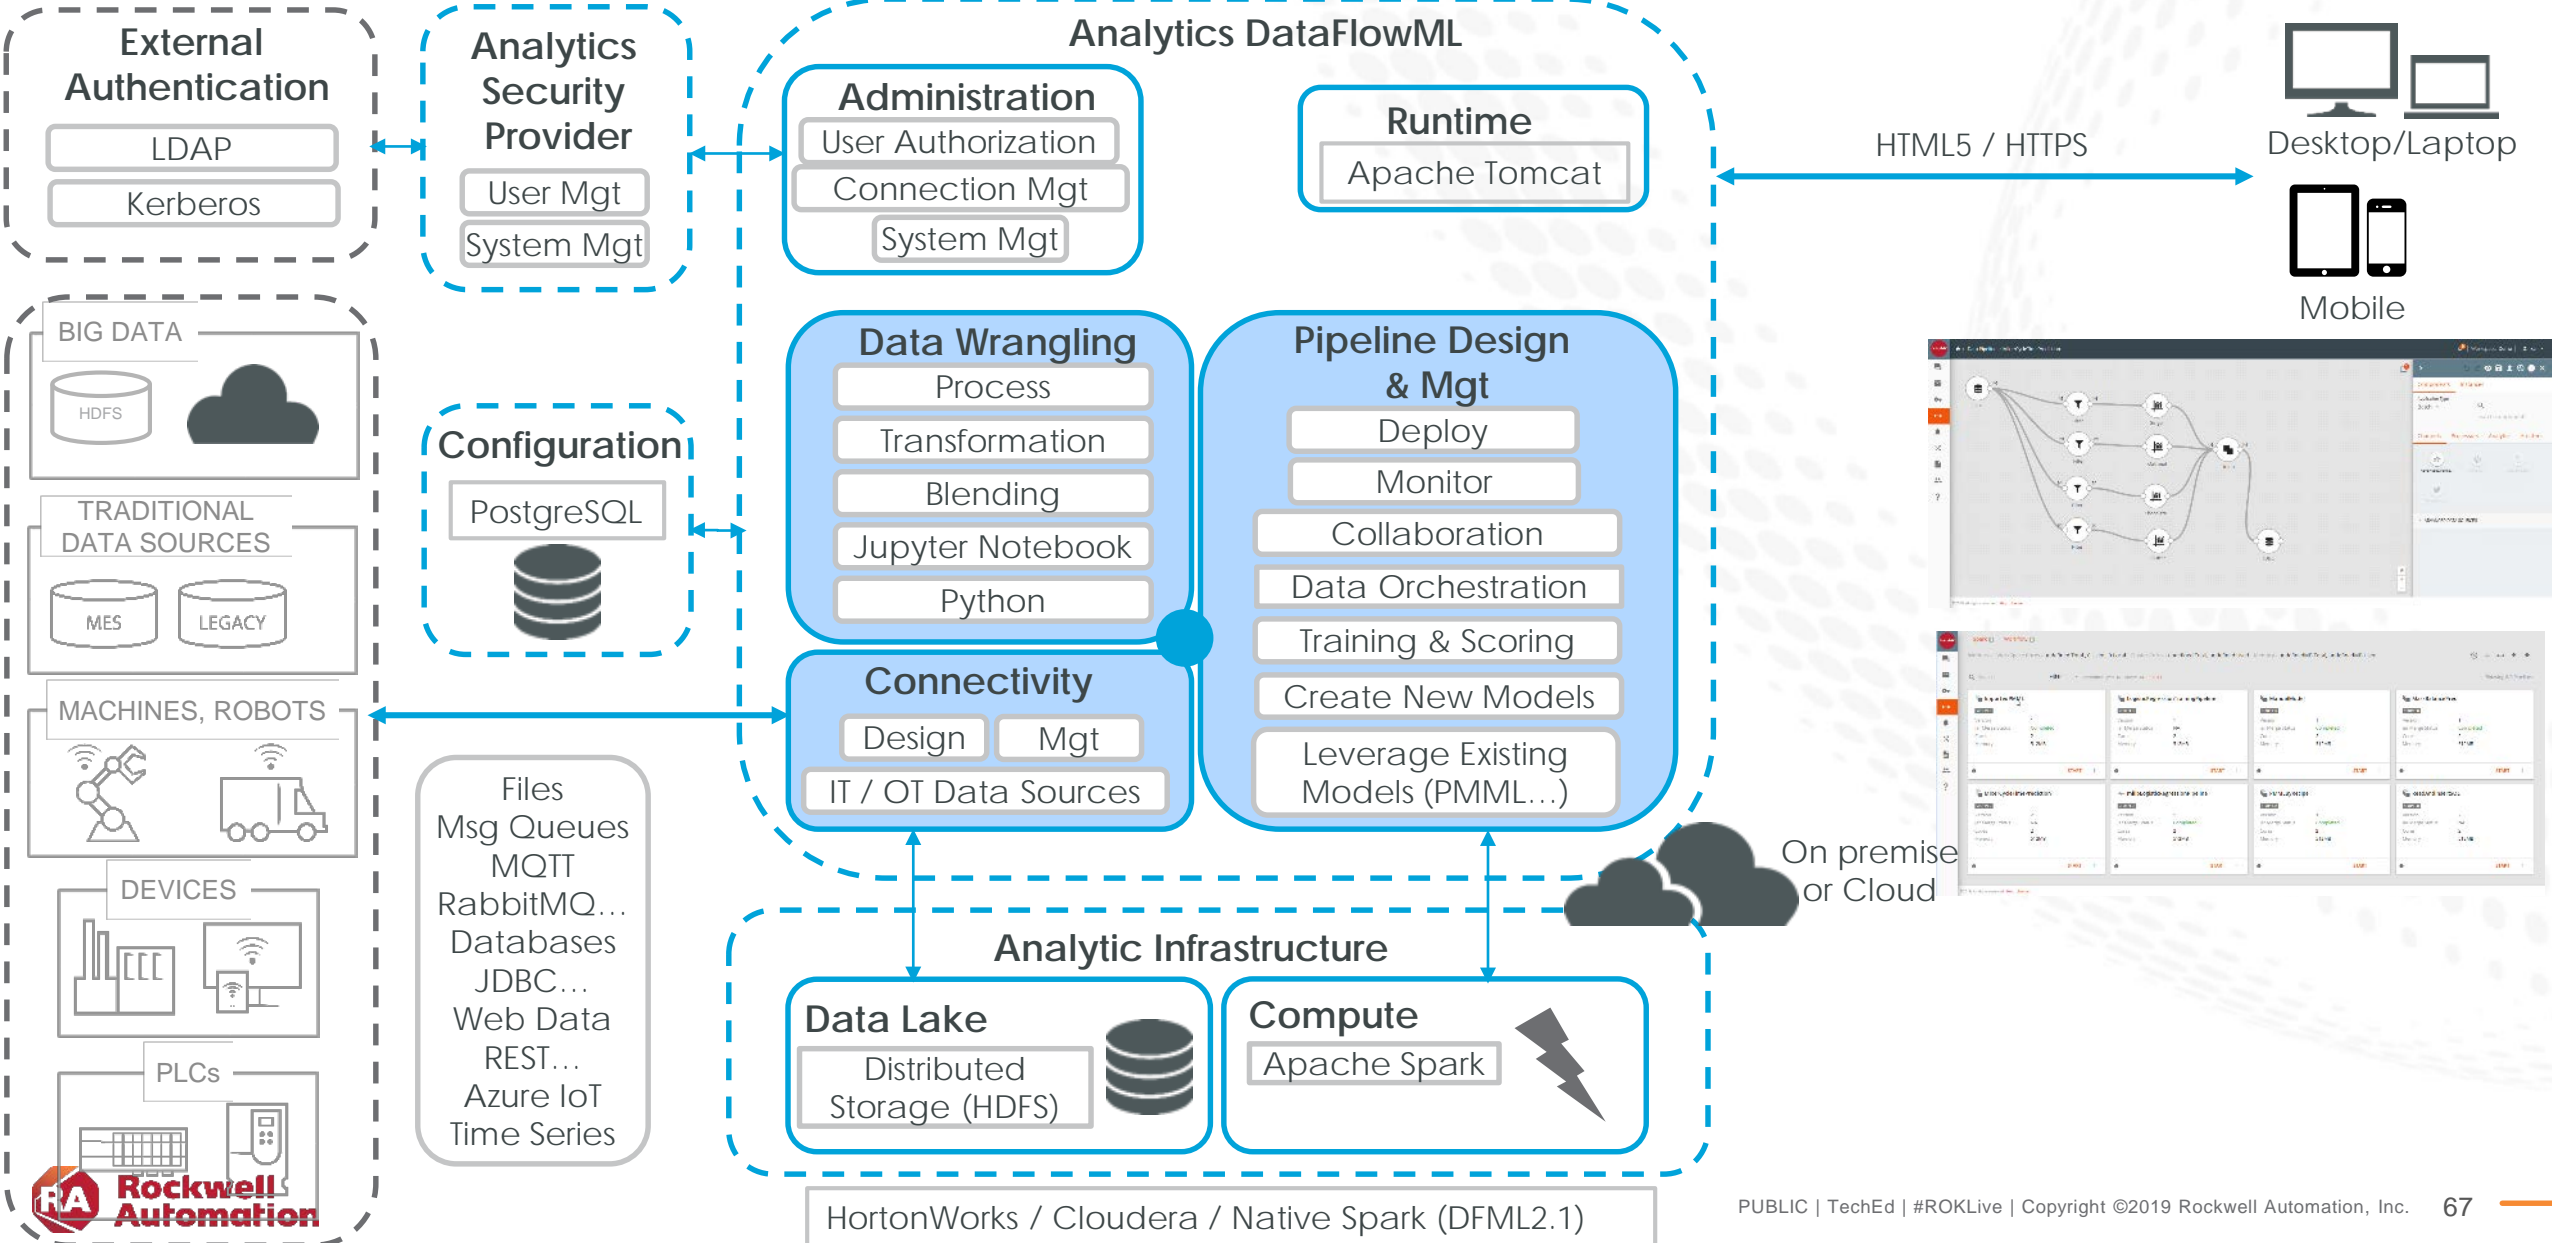 External
Authentication
LDAP
Kerberos
Analytics
Security
Provider
User Mgt
System Mgt
Analytics DataFlowML
Administration
User Authorization
Connection Mgt
System Mgt
Runtime
Apache Tomcat
HTML5 / HTTPS
Desktop/Laptop
Mobile
BIG DATA
HDFS
TRADITIONAL
DATA SOURCES
MES
LEGACY
MACHINES, ROBOTS
DEVICES
PLCs
Configuration
PostgreSQL
Data Wrangling
Process
Transformation
Blending
Jupyter Notebook
Python
Connectivity
Design
Mgt
IT / OT Data Sources
Pipeline Design
& Mgt
Deploy
Monitor
Collaboration
Data Orchestration
Training & Scoring
Create New Models
Leverage Existing
Models (PMML...)
Files
Msg Queues
MQTT
RabbitMQ...
Databases
JDBC...
Web Data
REST...
Azure IoT
Time Series
On premise
or Cloud
Analytic Infrastructure
Data Lake
Distributed
Storage (HDFS)
Compute
Apache Spark
HortonWorks / Cloudera / Native Spark (DFML2.1)
RA
Rockwell
Automation
PUBLIC | TechEd | #ROKLive | Copyright ©2019 Rockwell Automation, Inc. 67